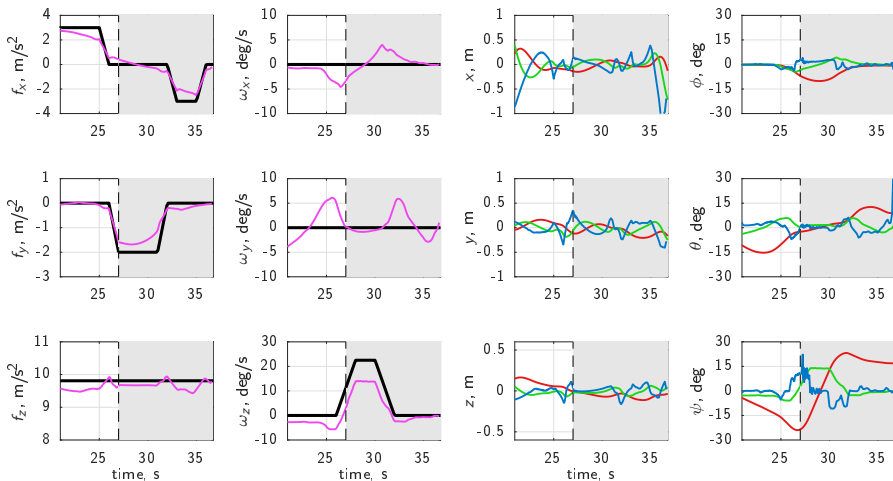 4
2
0
-2
-4
25 30 35
f_x, m/s²
10
5
0
-5
-10
25 30 35
ω_x, deg/s
1
0.5
0
-0.5
-1
25 30 35
x, m
30
15
0
-15
-30
25 30 35
ϕ, deg
1
0
-1
-2
-3
25 30 35
f_y, m/s²
10
5
0
-5
-10
25 30 35
ω_y, deg/s
1
0.5
0
-0.5
-1
25 30 35
y, m
30
15
0
-15
-30
25 30 35
θ, deg
11
10
9
8
25 30 35
time, s
f_z, m/s²
30
20
10
0
-10
25 30 35
time, s
ω_z, deg/s
0.5
0
-0.5
25 30 35
time, s
z, m
30
15
0
-15
-30
25 30 35
time, s
ψ, deg